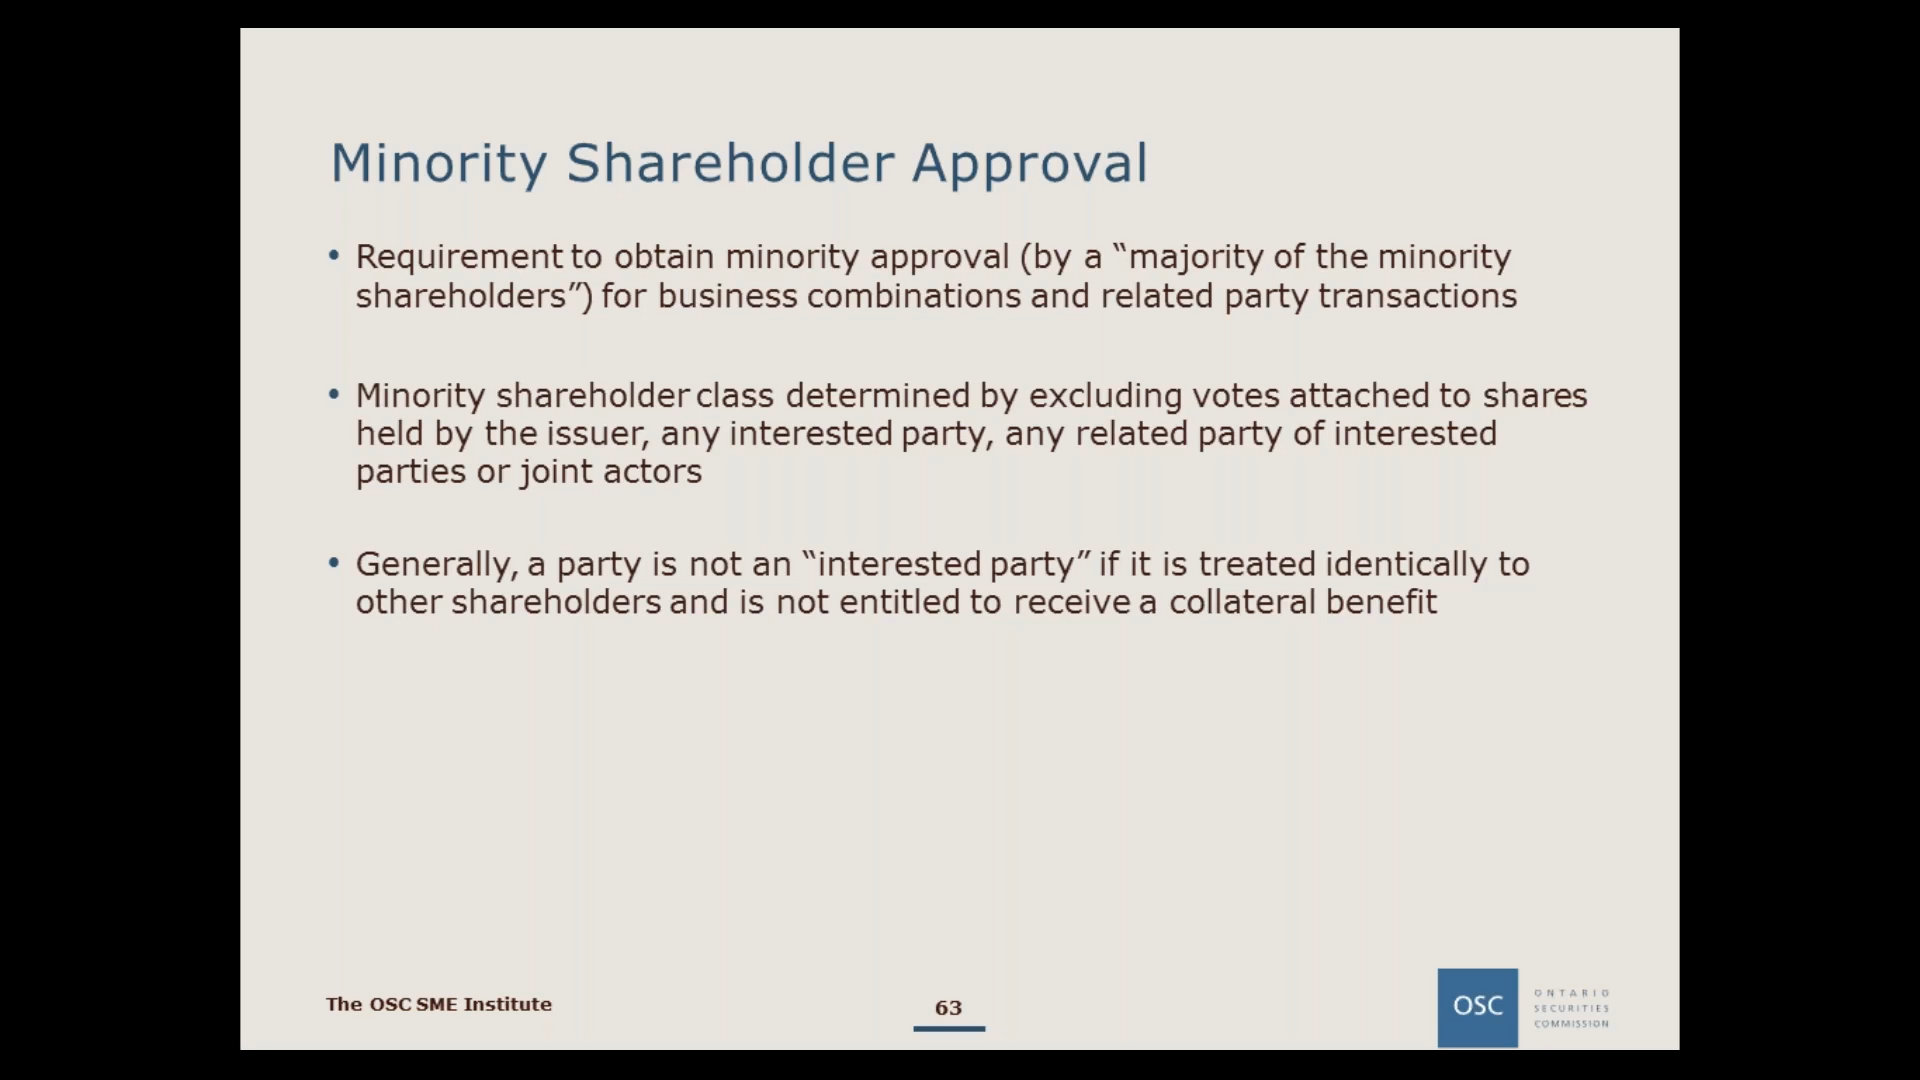 Minority Shareholder Approval
• Requirement to obtain minority approval (by a “majority of the minority
shareholders”) for business combinations and related party transactions
• Minority shareholder class determined by excluding votes attached to shares
held by the issuer, any interested party, any related party of interested
parties or joint actors
• Generally, a party is not an “interested party” if it is treated identically to
other shareholders and is not entitled to receive a collateral benefit
The OSC SME Institute
63
OSC
ONTARIO
SECURITIES
COMMISSION